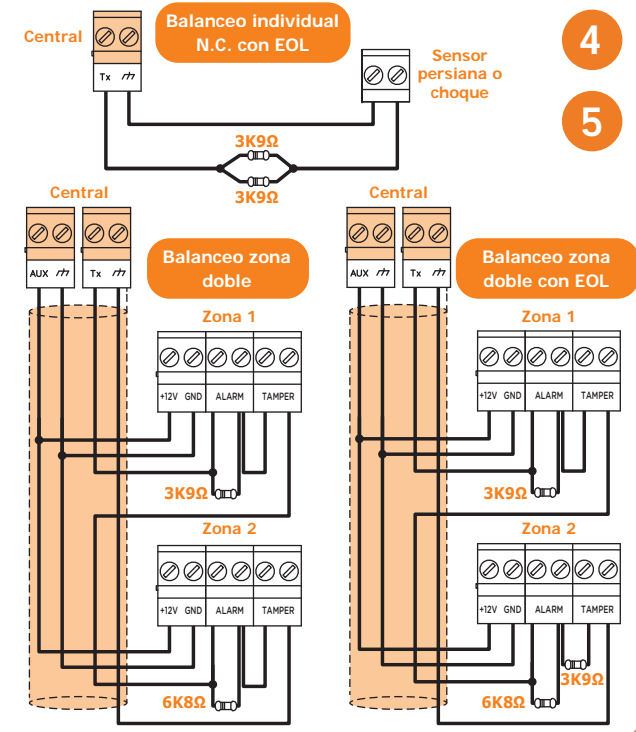 Central
Balanceo individual
N.C. con EOL
4
Tx
Sensor
persiana o
choque
5
3K9Ω
3K9Ω
Central
Central
AUX
Tx
Balanceo zona
doble
AUX
Tx
Balanceo zona
doble con EOL
Zona 1
Zona 1
+12V GND ALARM TAMPER
+12V GND ALARM TAMPER
3K9Ω
3K9Ω
Zona 2
Zona 2
+12V GND ALARM TAMPER
+12V GND ALARM TAMPER
3K9Ω
6K8Ω
6K8Ω